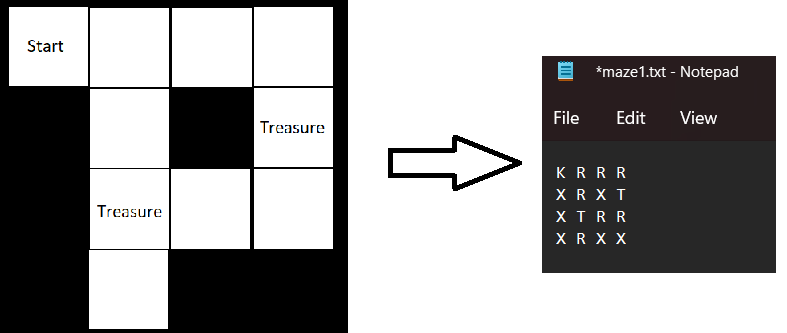 Start
Treasure
Treasure
*maze1.txt - Notepad
File Edit View
K R R R
X R X T
X T R R
X R X X